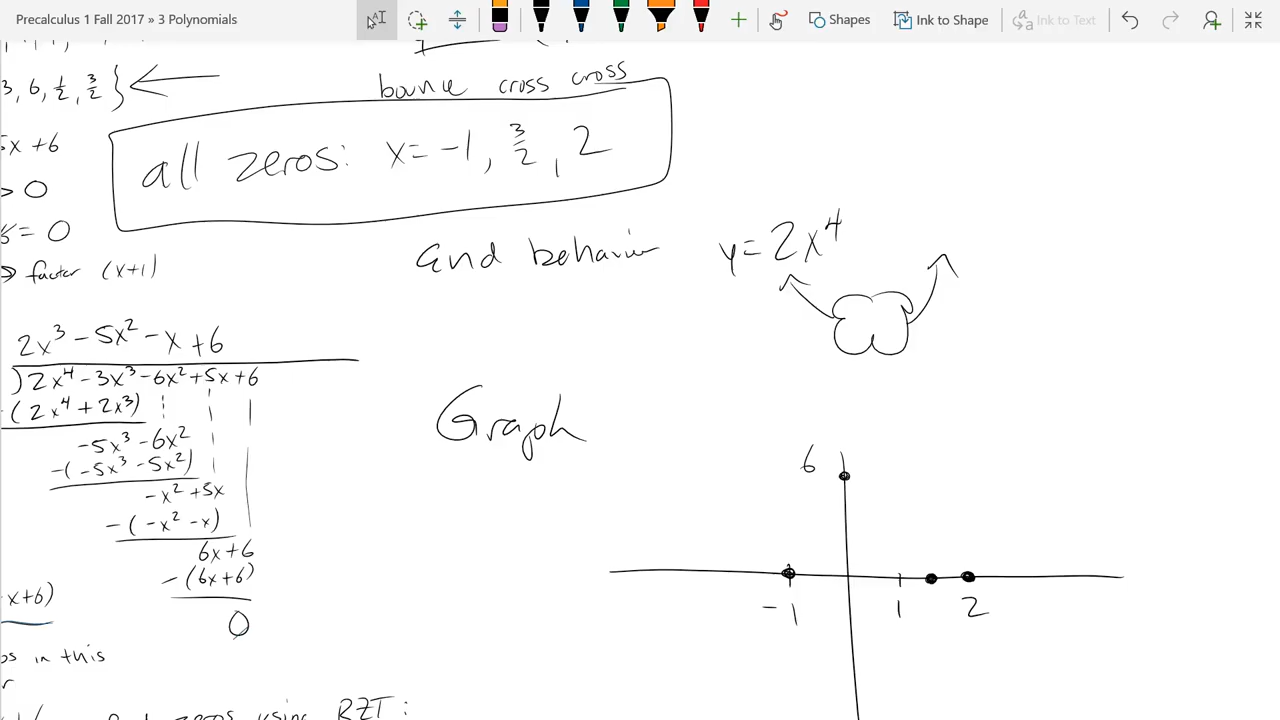 Precalculus 1 Fall 2017 » 3 Polynomials
Shapes
Ink to Shape
Ink to Text
3, 6, 1/2, 3/2 }
bounce cross cross
5x +6
all zeros: x = -1, 3/2, 2
> 0
= 0
end behavior y = 2x⁴
factor (x+1)
2x³ - 5x² - x + 6
) 2x⁴ - 3x³ - 6x² + 5x + 6
(2x⁴ + 2x³)
-5x³ - 6x²
-(-5x³ - 5x²)
-x² + 5x
-(-x² - x)
6x+6
-(6x+6)
0
Graph
6
-1 1 2
x+6)
in this
zeros using RZT: